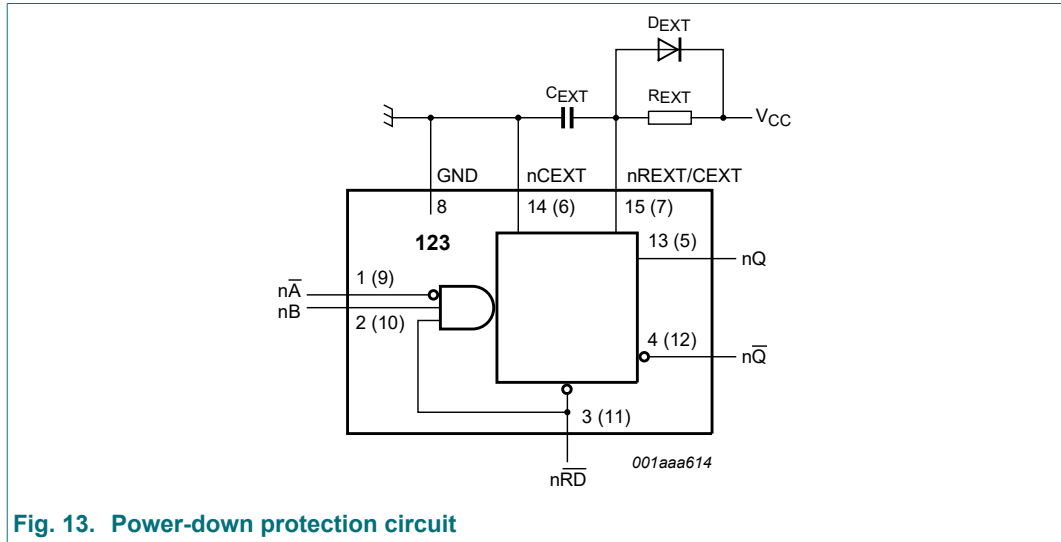 DEXT
CEXT
REXT
VCC
GND
nCEXT
nREXT/CEXT
8
14 (6)
15 (7)
123
13 (5)
nQ
1 (9)
nA̅
nB
2 (10)
4 (12)
nQ̅
3 (11)
001aaa614
nR̅D̅
Fig. 13. Power-down protection circuit